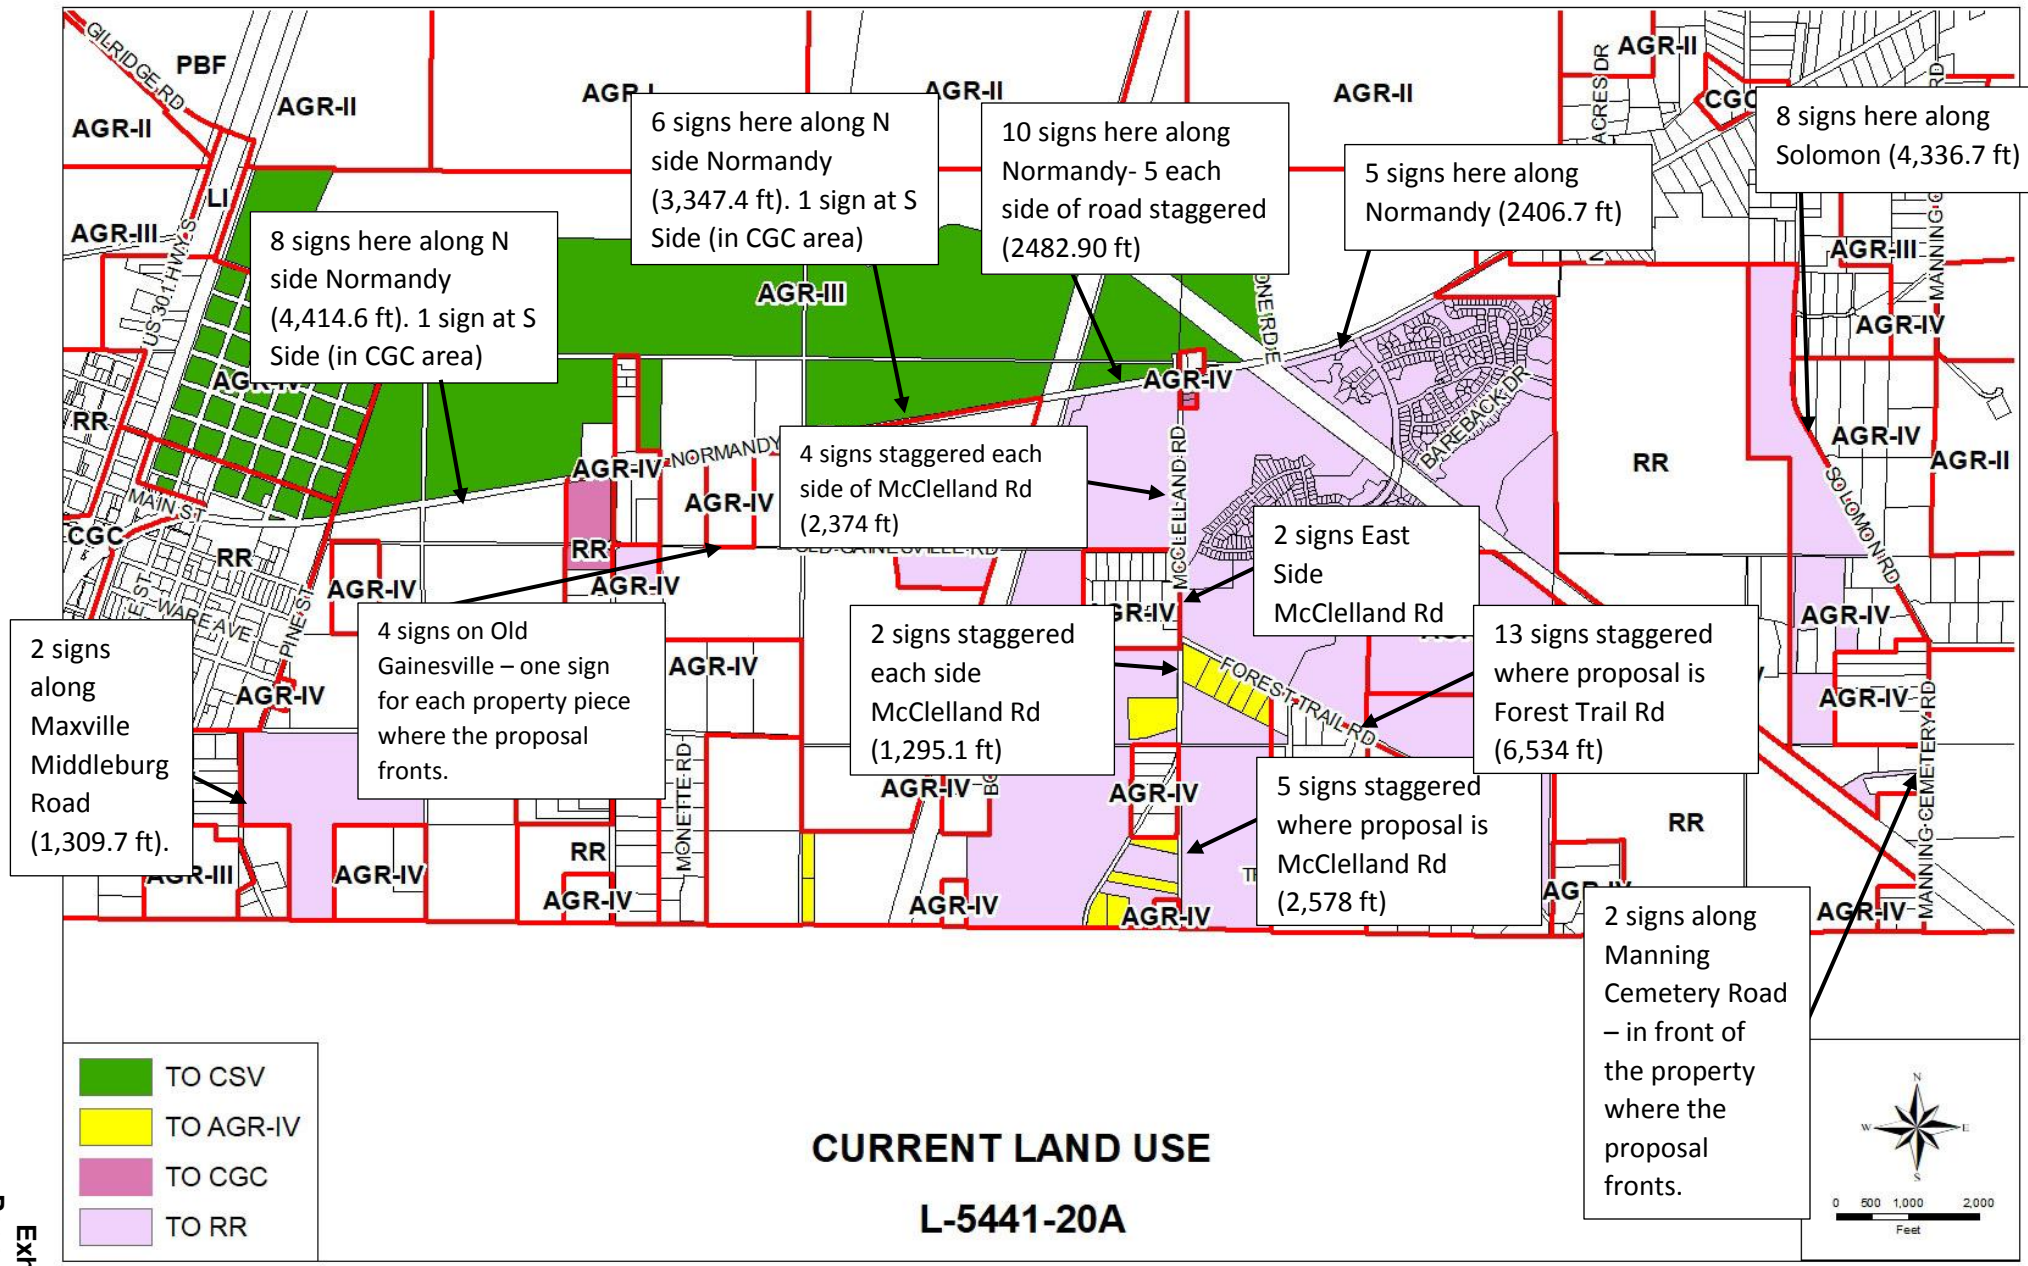 GILRIDGE RD
PBF
AGR-II
AGR-II
AGR-II
AGR-II
AGR-II
ACRES DR
CGC
AGR-II
LI
AGR-III
US 301 HWY S
6 signs here along N
side Normandy
(3,347.4 ft). 1 sign at S
Side (in CGC area)
10 signs here along
Normandy- 5 each
side of road staggered
(2482.90 ft)
5 signs here along
Normandy (2406.7 ft)
8 signs here along
Solomon (4,336.7 ft)
8 signs here along N
side Normandy
(4,414.6 ft). 1 sign at S
Side (in CGC area)
AGR-III
AGR-III
AGR-IV
AGR-IV
AGR-IV
RR
NORMANDY
AGR-IV
AGR-IV
4 signs staggered each
side of McClelland Rd
(2,374 ft)
MCCLELLAND RD
BAREBACK DR
RR
AGR-IV
AGR-II
SOLOMON RD
MAIN ST
CGC
RR
RR
AGR-IV
AGR-IV
WARE AVE
PINE ST
2 signs East
Side
McClelland Rd
AGR-IV
2 signs
along
Maxville
Middleburg
Road
(1,309.7 ft).
4 signs on Old
Gainesville – one sign
for each property piece
where the proposal
fronts.
AGR-IV
AGR-IV
MONETTE RD
2 signs staggered
each side
McClelland Rd
(1,295.1 ft)
FOREST TRAIL RD
13 signs staggered
where proposal is
Forest Trail Rd
(6,534 ft)
AGR-IV
AGR-IV
MANNING CEMETERY RD
AGR-IV
AGR-IV
5 signs staggered
where proposal is
McClelland Rd
(2,578 ft)
RR
AGR-III
AGR-IV
RR
AGR-IV
AGR-IV
AGR-IV
AGR-IV
AGR-IV
2 signs along
Manning
Cemetery Road
– in front of
the property
where the
proposal
fronts.
TO CSV
TO AGR-IV
TO CGC
TO RR
CURRENT LAND USE
L-5441-20A
N
W E
S
0 500 1,000 2,000
Feet